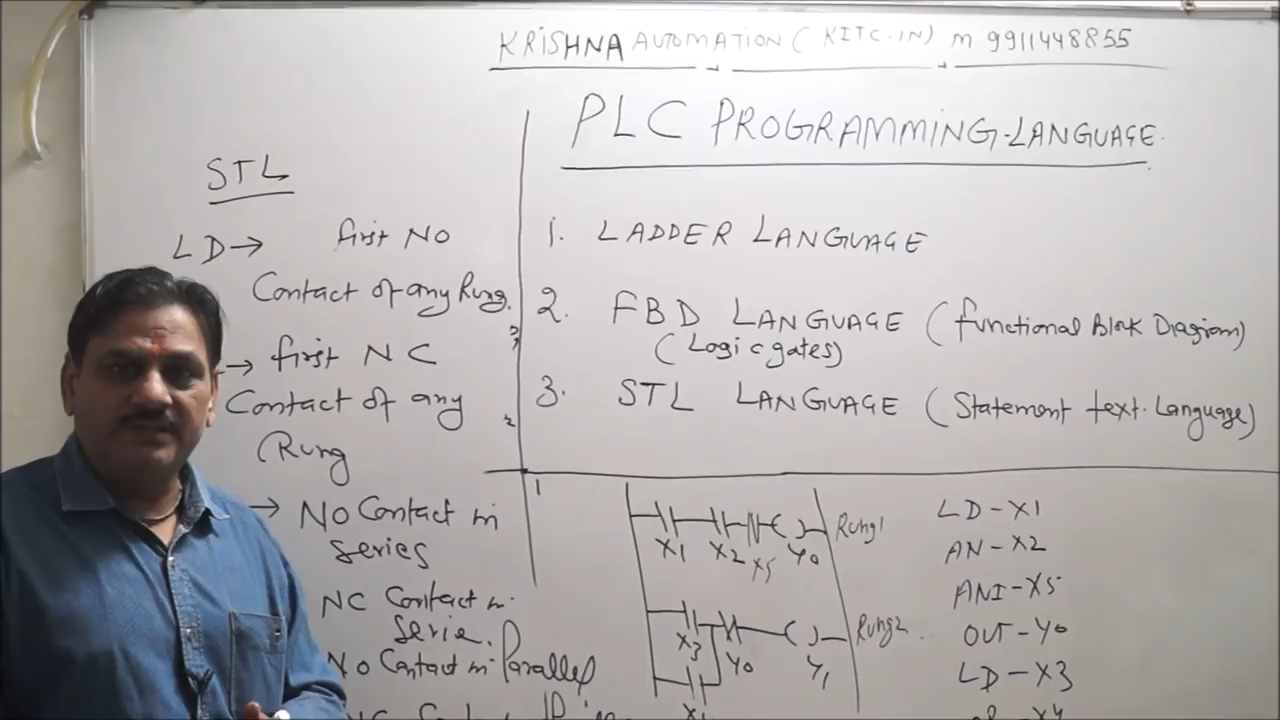 KRISHNA AUTOMATION (KITC.IN) M 9911448855
PLC PROGRAMMING-LANGUAGE.
STL
LD→ first NO
Contact of any Rung.
→ first NC
Contact of any
Rung
→ NO Contact in
series
NC Contact in
serie.
NO Contact in Parallel
NC
1. LADDER LANGUAGE
2. FBD LANGUAGE (functional Block Diagram)
(Logic gates)
3. STL LANGUAGE (Statement text. Language)
X1 X2 X5 Y0 Rung1
X3 Y0 Y1 Rung2
LD-X1
AN-X2
ANI-X5
OUT-Y0
LD-X3
X4